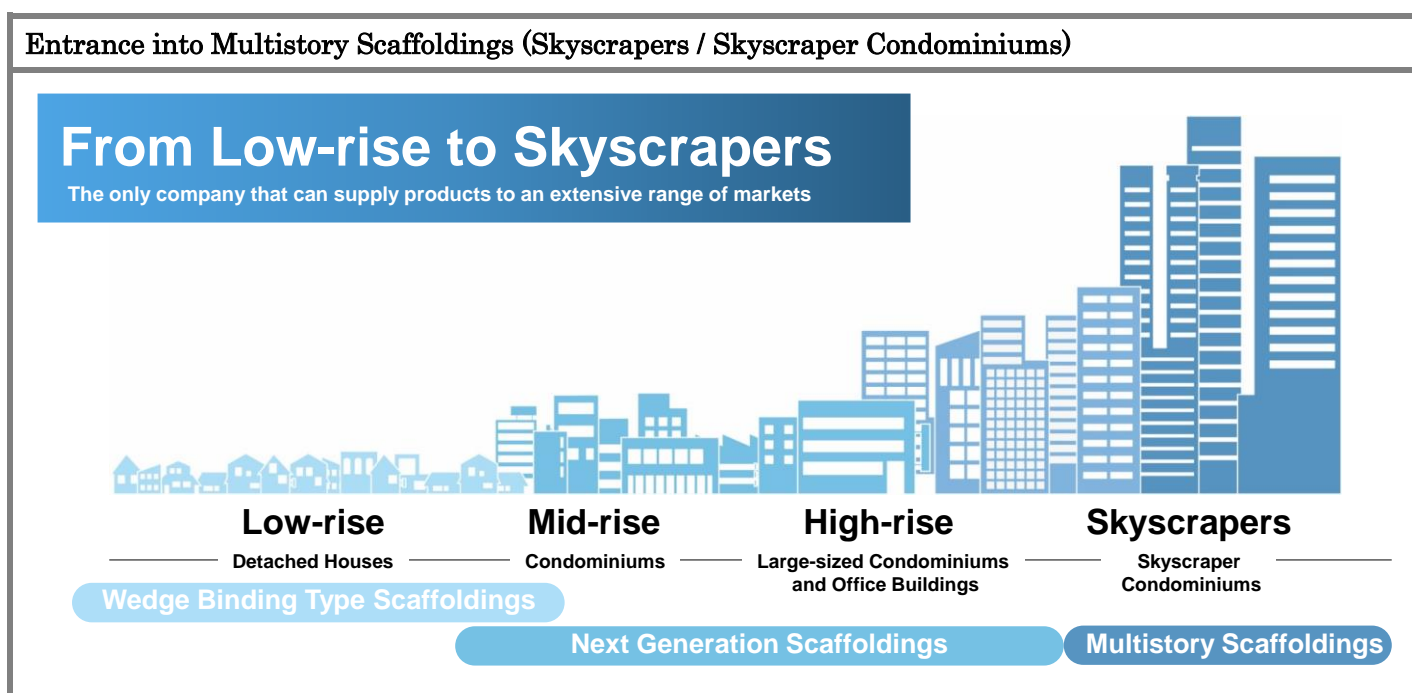 Entrance into Multistory Scaffoldings (Skyscrapers / Skyscraper Condominiums)
From Low-rise to Skyscrapers
The only company that can supply products to an extensive range of markets
Low-rise
Mid-rise
High-rise
Skyscrapers
Detached Houses
Condominiums
Large-sized Condominiums
and Office Buildings
Skyscraper
Condominiums
Wedge Binding Type Scaffoldings
Next Generation Scaffoldings
Multistory Scaffoldings